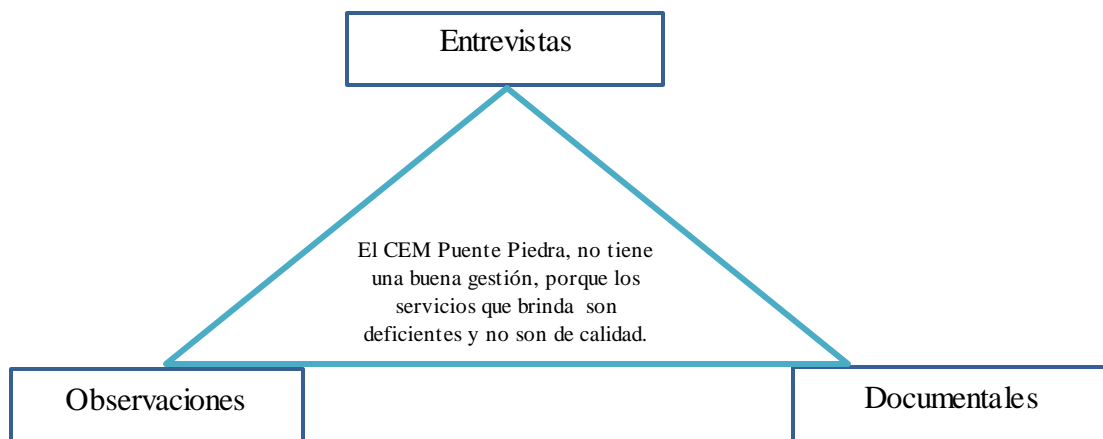 Entrevistas
El CEM Puente Piedra, no tiene
una buena gestión, porque los
servicios que brinda son
deficientes y no son de calidad.
Observaciones
Documentales